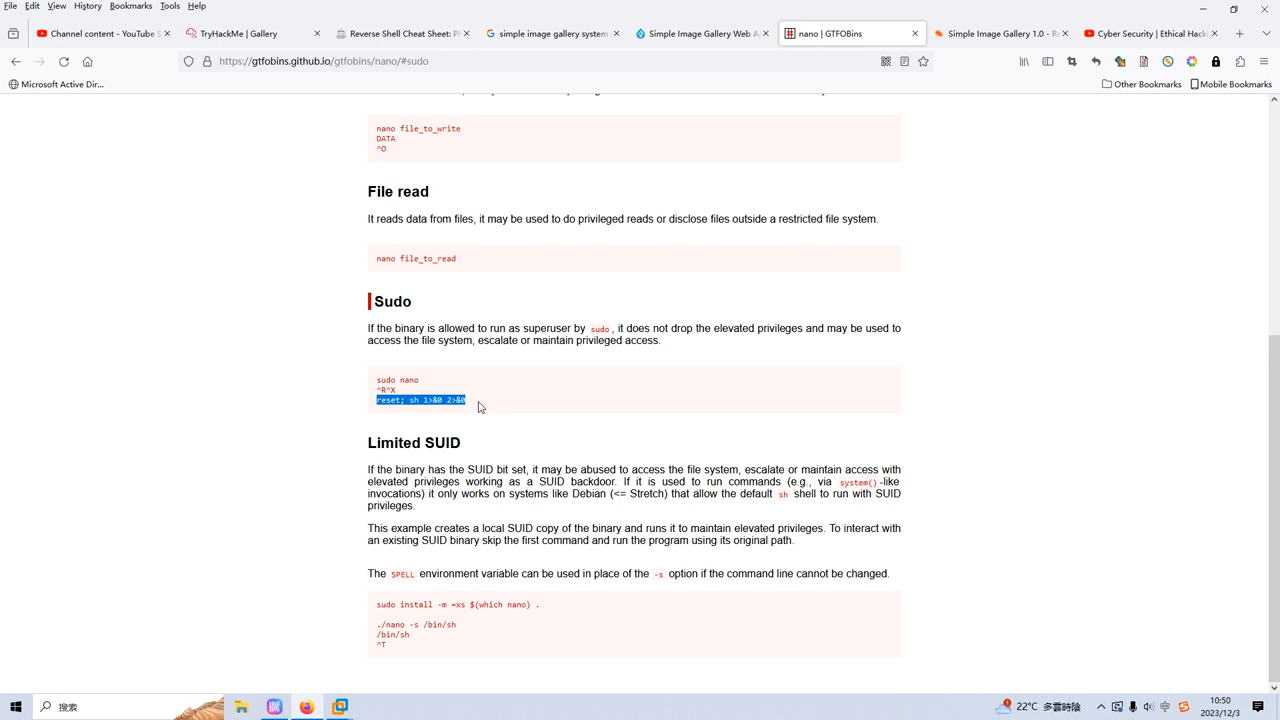 File Edit View History Bookmarks Tools Help
Channel content - YouTube S
TryHackMe | Gallery
Reverse Shell Cheat Sheet: P
simple image gallery system
Simple Image Gallery Web A
nano | GTFOBins
Simple Image Gallery 1.0 - Re
Cyber Security | Ethical Hack
https://gtfobins.github.io/gtfobins/nano/#sudo
Microsoft Active Dir...
Other Bookmarks
Mobile Bookmarks
nano file_to_write
DATA
^O
File read
It reads data from files, it may be used to do privileged reads or disclose files outside a restricted file system.
nano file_to_read
Sudo
If the binary is allowed to run as superuser by sudo, it does not drop the elevated privileges and may be used to
access the file system, escalate or maintain privileged access.
sudo nano
^R^X
reset; sh 1>&0 2>&0
Limited SUID
If the binary has the SUID bit set, it may be abused to access the file system, escalate or maintain access with
elevated privileges working as a SUID backdoor. If it is used to run commands (e.g., via system()-like
invocations) it only works on systems like Debian (<= Stretch) that allow the default sh shell to run with SUID
privileges.
This example creates a local SUID copy of the binary and runs it to maintain elevated privileges. To interact with
an existing SUID binary skip the first command and run the program using its original path.
The SPELL environment variable can be used in place of the -s option if the command line cannot be changed.
sudo install -m =xs $(which nano) .
./nano -s /bin/sh
/bin/sh
^T
搜索
22°C 多雲時陰
中
10:50
2023/12/3